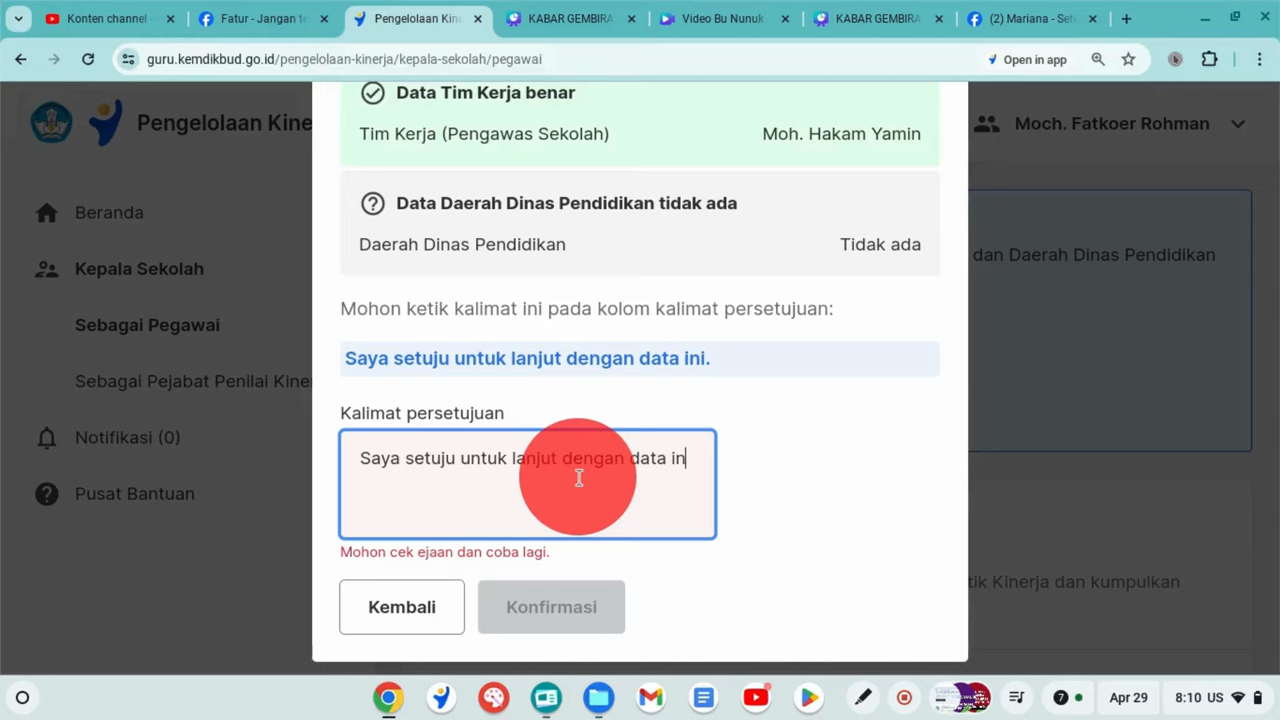 Konten channel -
Fatur - Jangan te
Pengelolaan Kine
KABAR GEMBIRA
Video Bu Nunuk
KABAR GEMBIRA
(2) Mariana - Set
guru.kemdikbud.go.id/pengelolaan-kinerja/kepala-sekolah/pegawai
Open in app
Pengelolaan Kine
Moch. Fatkoer Rohman
Beranda
Kepala Sekolah
Sebagai Pegawai
Sebagai Pejabat Penilai Kiner
Notifikasi (0)
Pusat Bantuan
Data Tim Kerja benar
Tim Kerja (Pengawas Sekolah)
Moh. Hakam Yamin
Data Daerah Dinas Pendidikan tidak ada
Daerah Dinas Pendidikan
Tidak ada
dan Daerah Dinas Pendidikan
Mohon ketik kalimat ini pada kolom kalimat persetujuan:
Saya setuju untuk lanjut dengan data ini.
Kalimat persetujuan
Saya setuju untuk lanjut dengan data in
Mohon cek ejaan dan coba lagi.
Kembali
Konfirmasi
tik Kinerja dan kumpulkan
7
Apr 29
8:10 US